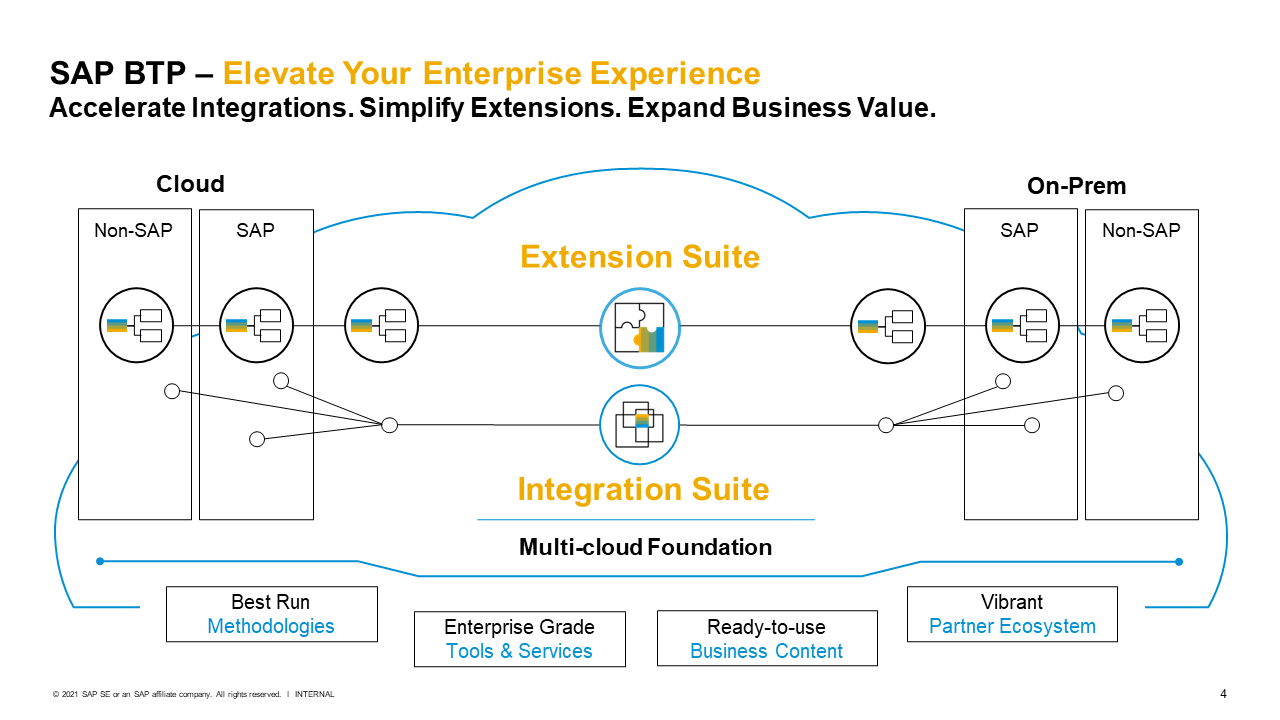 SAP BTP – Elevate Your Enterprise Experience
Accelerate Integrations. Simplify Extensions. Expand Business Value.
Cloud
On-Prem
Non-SAP
SAP
SAP
Non-SAP
Extension Suite
Integration Suite
Multi-cloud Foundation
Best Run
Methodologies
Enterprise Grade
Tools & Services
Ready-to-use
Business Content
Vibrant
Partner Ecosystem
© 2021 SAP SE or an SAP affiliate company. All rights reserved. ǀ INTERNAL
4